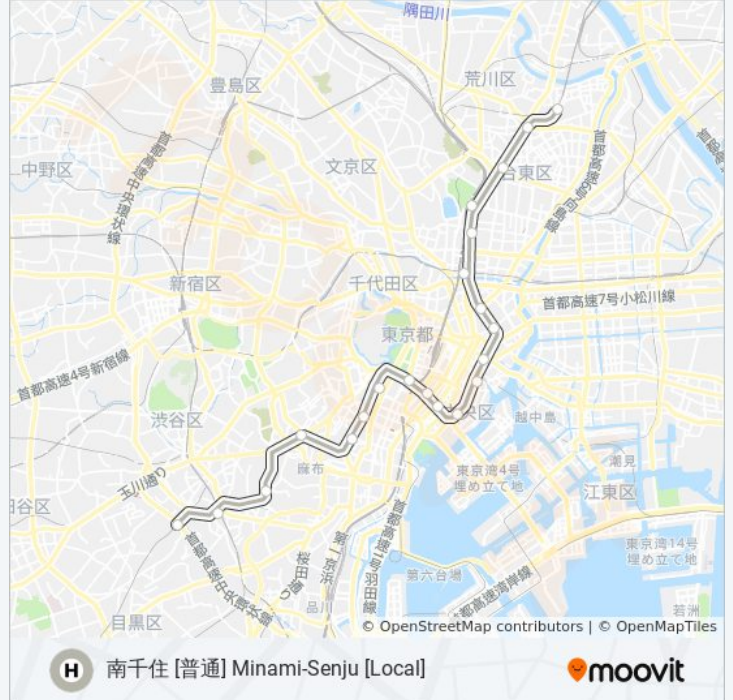 隅田川
荒川区
豊島区
文京区
台東区
中野区
首都高速中央環状線
首都高速6号向島線
新宿区
千代田区
首都高速7号小松川線
東京都
首都高速4号新宿線
渋谷区
央区
越中島
麻布
玉川通り
東京湾4号
埋め立て地
潮見
江東区
谷区
首都高速中央環状線
桜田通り
第一京浜
首都高速1号羽田線
第六台場
都高速湾岸線
東京湾14号
埋め立て地
品川
若洲
目黒区
© OpenStreetMap contributors | © OpenMapTiles
H 南千住 [普通] Minami-Senju [Local]
moovit